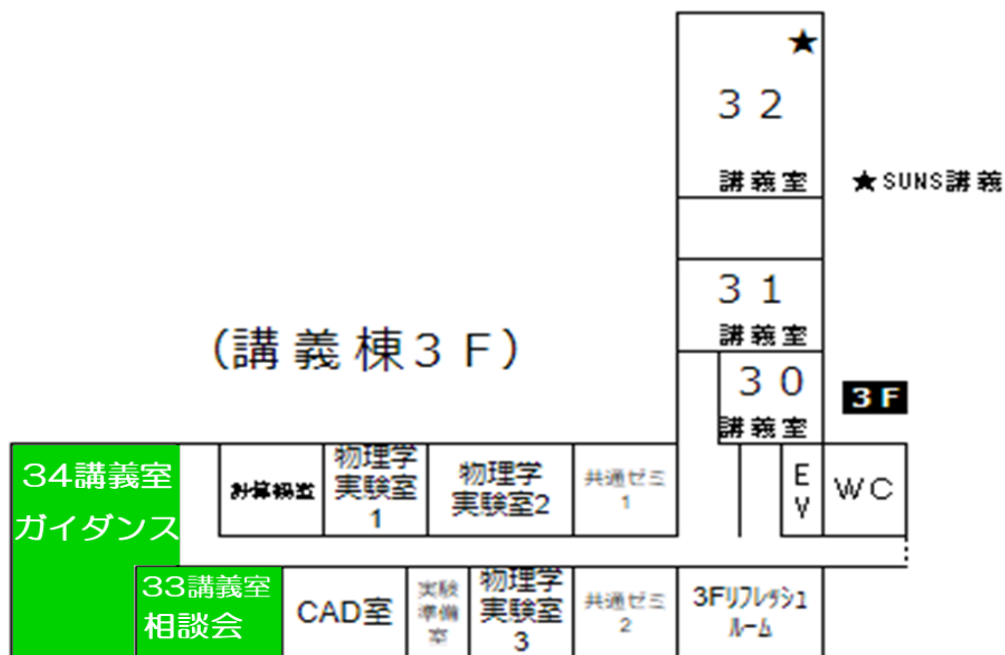 ★
32
講義室
★SUNS講義
31
講義室
(講義棟3F)
30
講義室
3F
34講義室
ガイダンス
物理学
実験室
1
物理学
実験室2
共通ゼミ
1
EV
WC
33講義室
相談会
CAD室
実験
準備
室
物理学
実験室
3
共通ゼミ
2
3Fリフレッシュ
ルーム